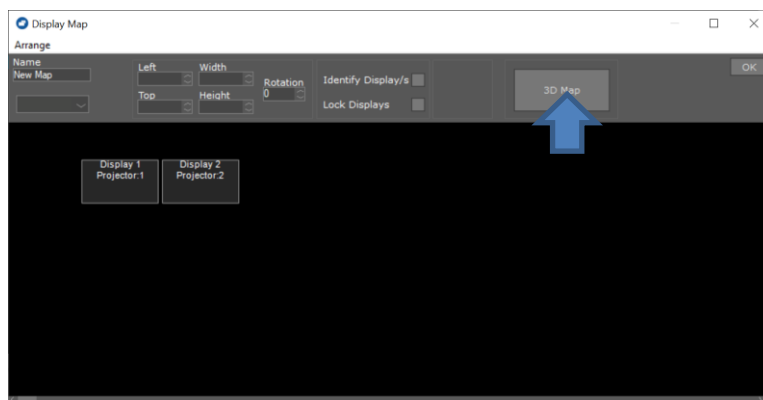 Display Map
Arrange
Name
New Map
Left
Width
Top
Height
Rotation
0
Identify Display/s
Lock Displays
3D Map
OK
Display 1
Projector:1
Display 2
Projector:2